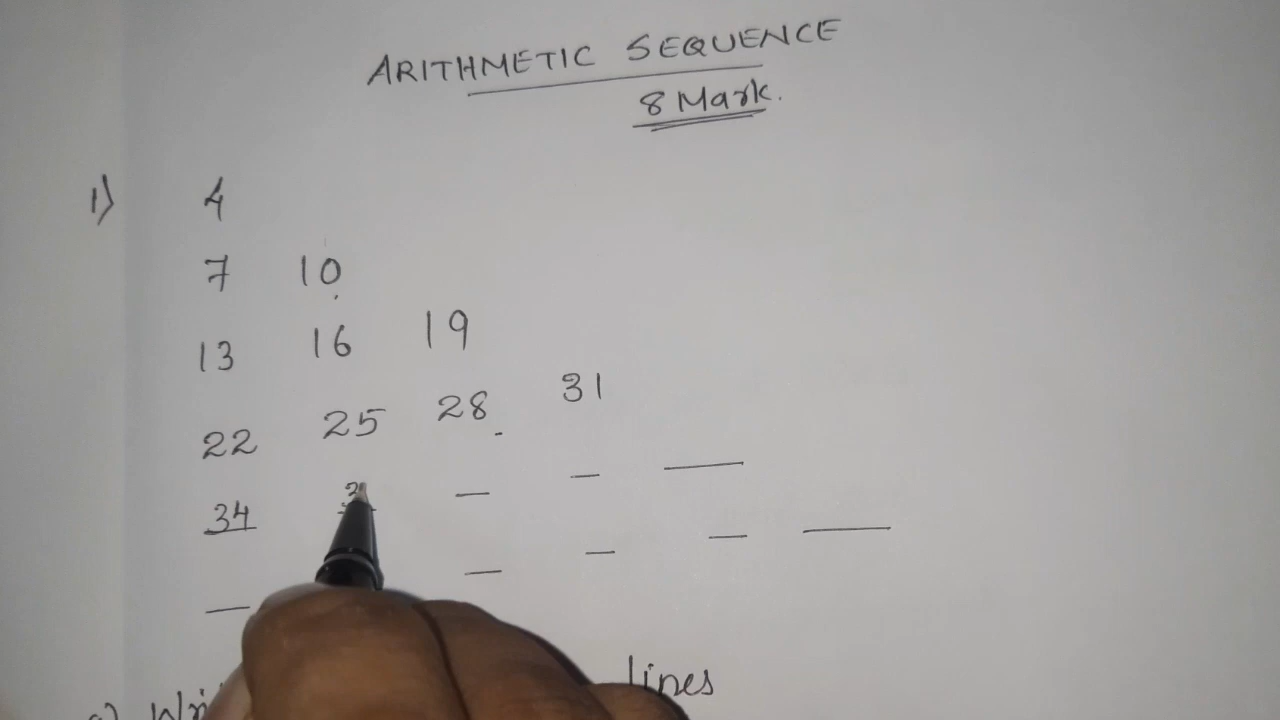 ARITHMETIC SEQUENCE
8 Mark.
1) 4
7 10
13 16 19
22 25 28 31
34
lines